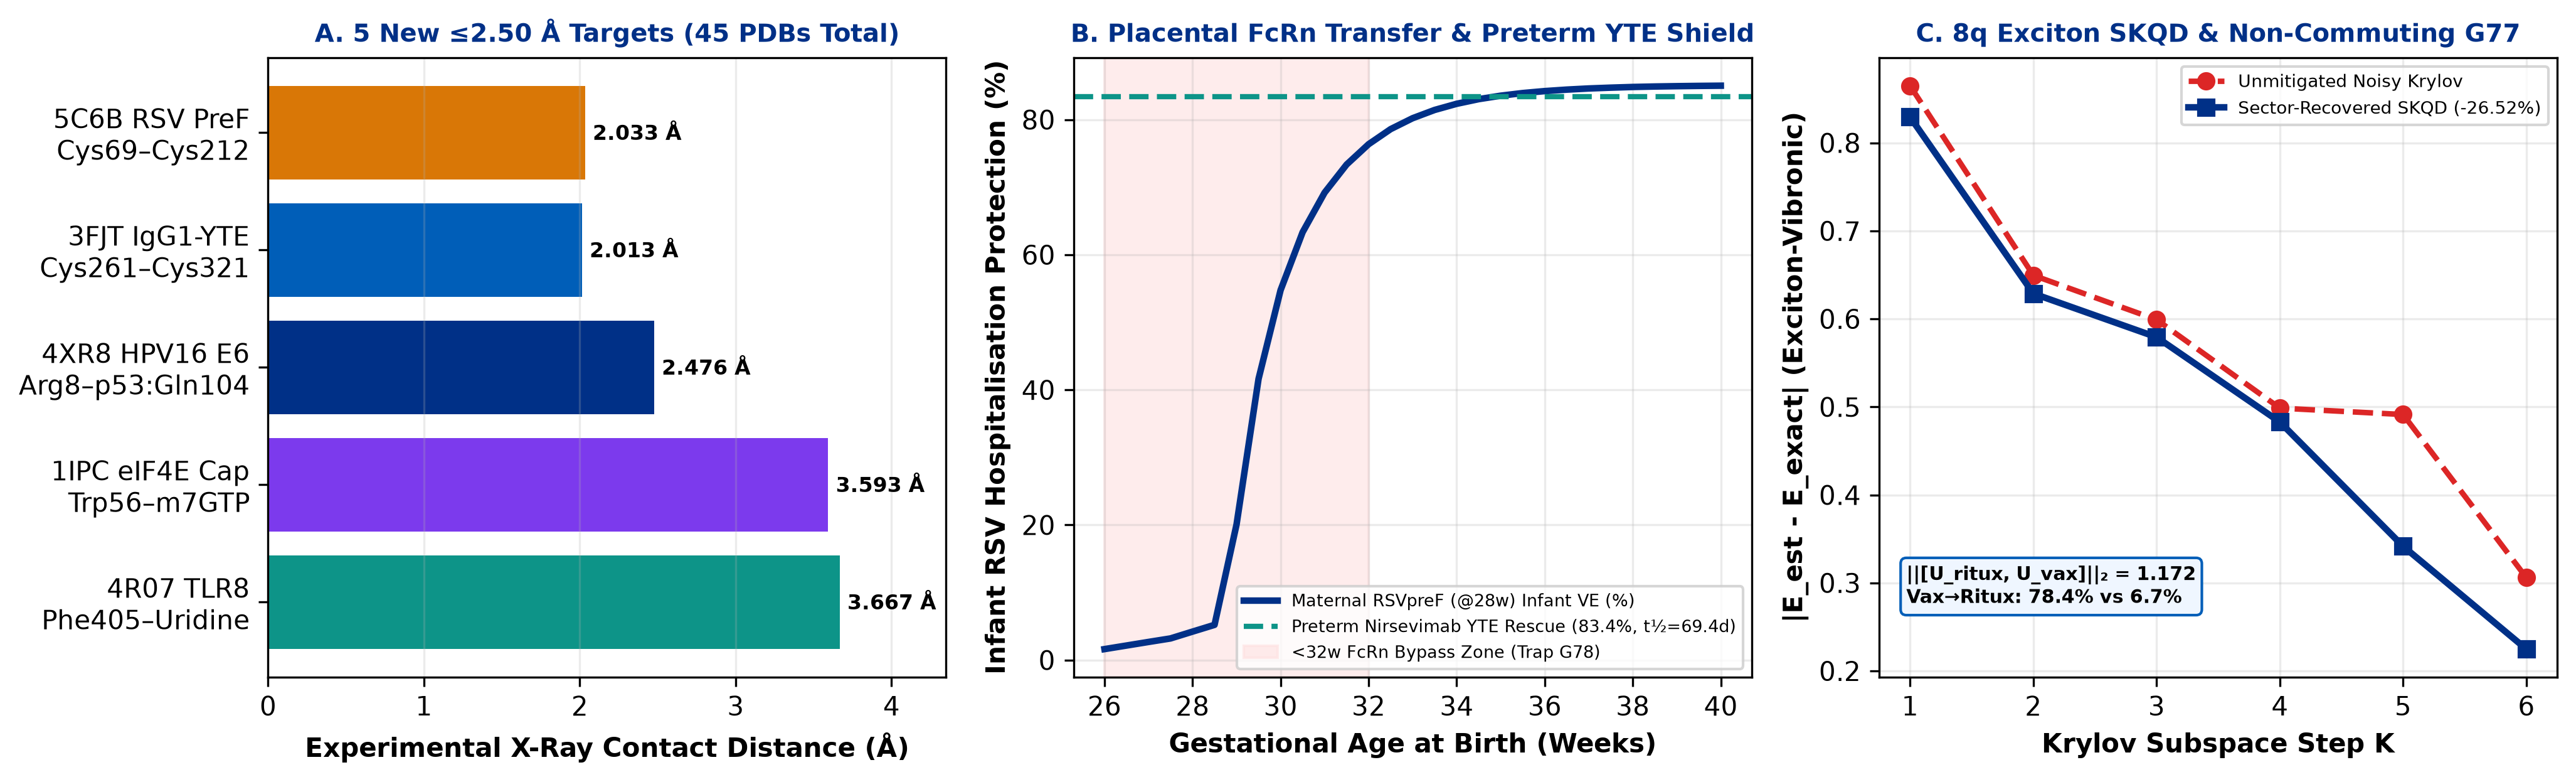 A. 5 New ≤2.50 Å Targets (45 PDBs Total)
5C6B RSV PreF
Cys69–Cys212
2.033 Å
3FJT IgG1-YTE
Cys261–Cys321
2.013 Å
4XR8 HPV16 E6
Arg8–p53:Gln104
2.476 Å
1IPC eIF4E Cap
Trp56–m7GTP
3.593 Å
4R07 TLR8
Phe405–Uridine
3.667 Å
0 1 2 3 4
Experimental X-Ray Contact Distance (Å)
B. Placental FcRn Transfer & Preterm YTE Shield
Infant RSV Hospitalisation Protection (%)
80
60
40
20
0
Maternal RSVpreF (@28w) Infant VE (%)
Preterm Nirsevimab YTE Rescue (83.4%, t½=69.4d)
<32w FcRn Bypass Zone (Trap G78)
26 28 30 32 34 36 38 40
Gestational Age at Birth (Weeks)
C. 8q Exciton SKQD & Non-Commuting G77
|E_est - E_exact| (Exciton-Vibronic)
Unmitigated Noisy Krylov
Sector-Recovered SKQD (-26.52%)
0.8
0.7
0.6
0.5
0.4
0.3
0.2
||[U_ritux, U_vax]||₂ = 1.172
Vax→Ritux: 78.4% vs 6.7%
1 2 3 4 5 6
Krylov Subspace Step K